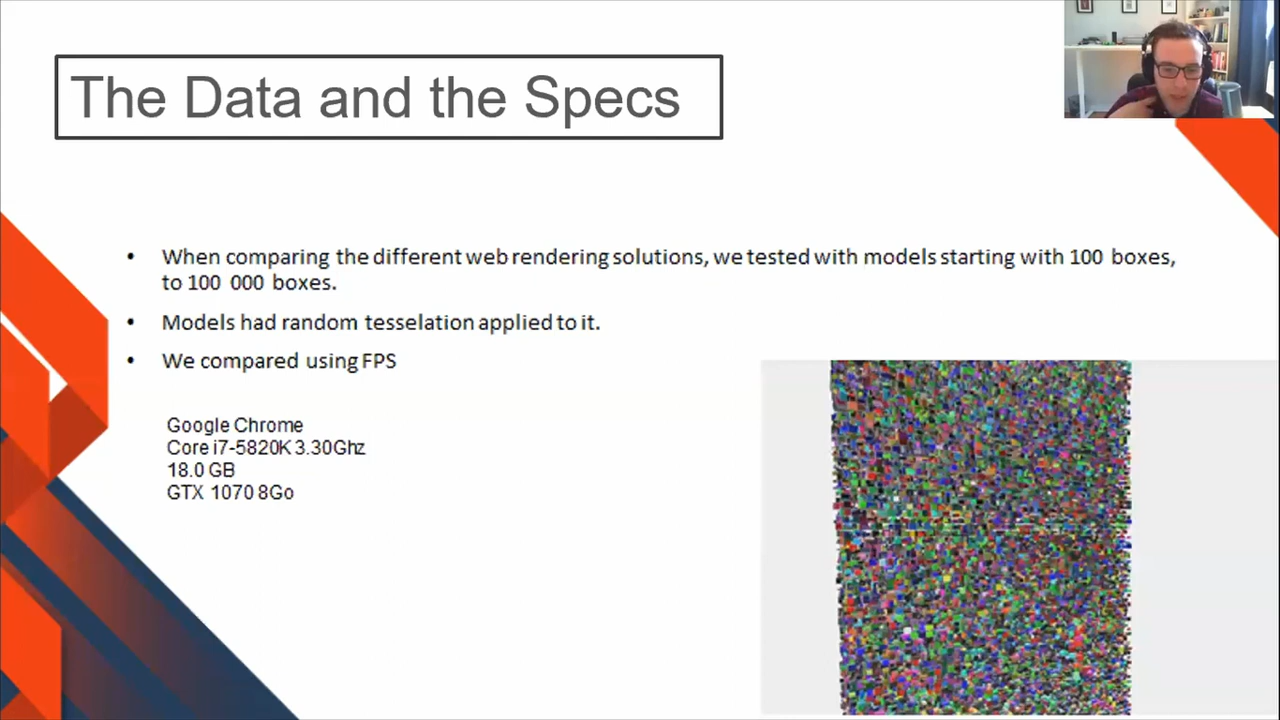 The Data and the Specs
• When comparing the different web rendering solutions, we tested with models starting with 100 boxes,
to 100 000 boxes.
• Models had random tesselation applied to it.
• We compared using FPS
Google Chrome
Core i7-5820K 3.30Ghz
18.0 GB
GTX 1070 8Go